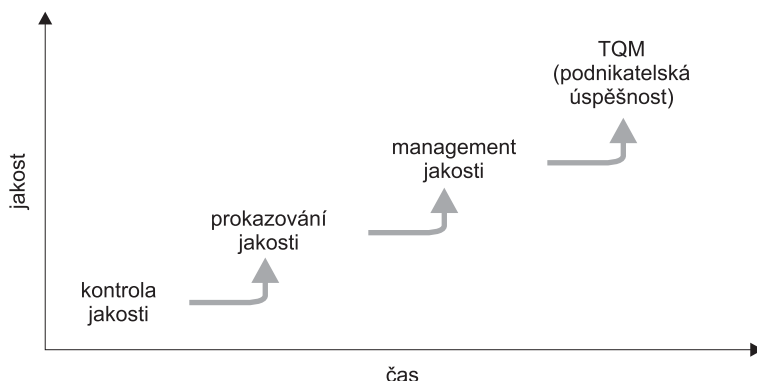 TQM
(podnikatelská
úspěšnost)
management
jakosti
prokazování
jakosti
kontrola
jakosti
jakost
čas